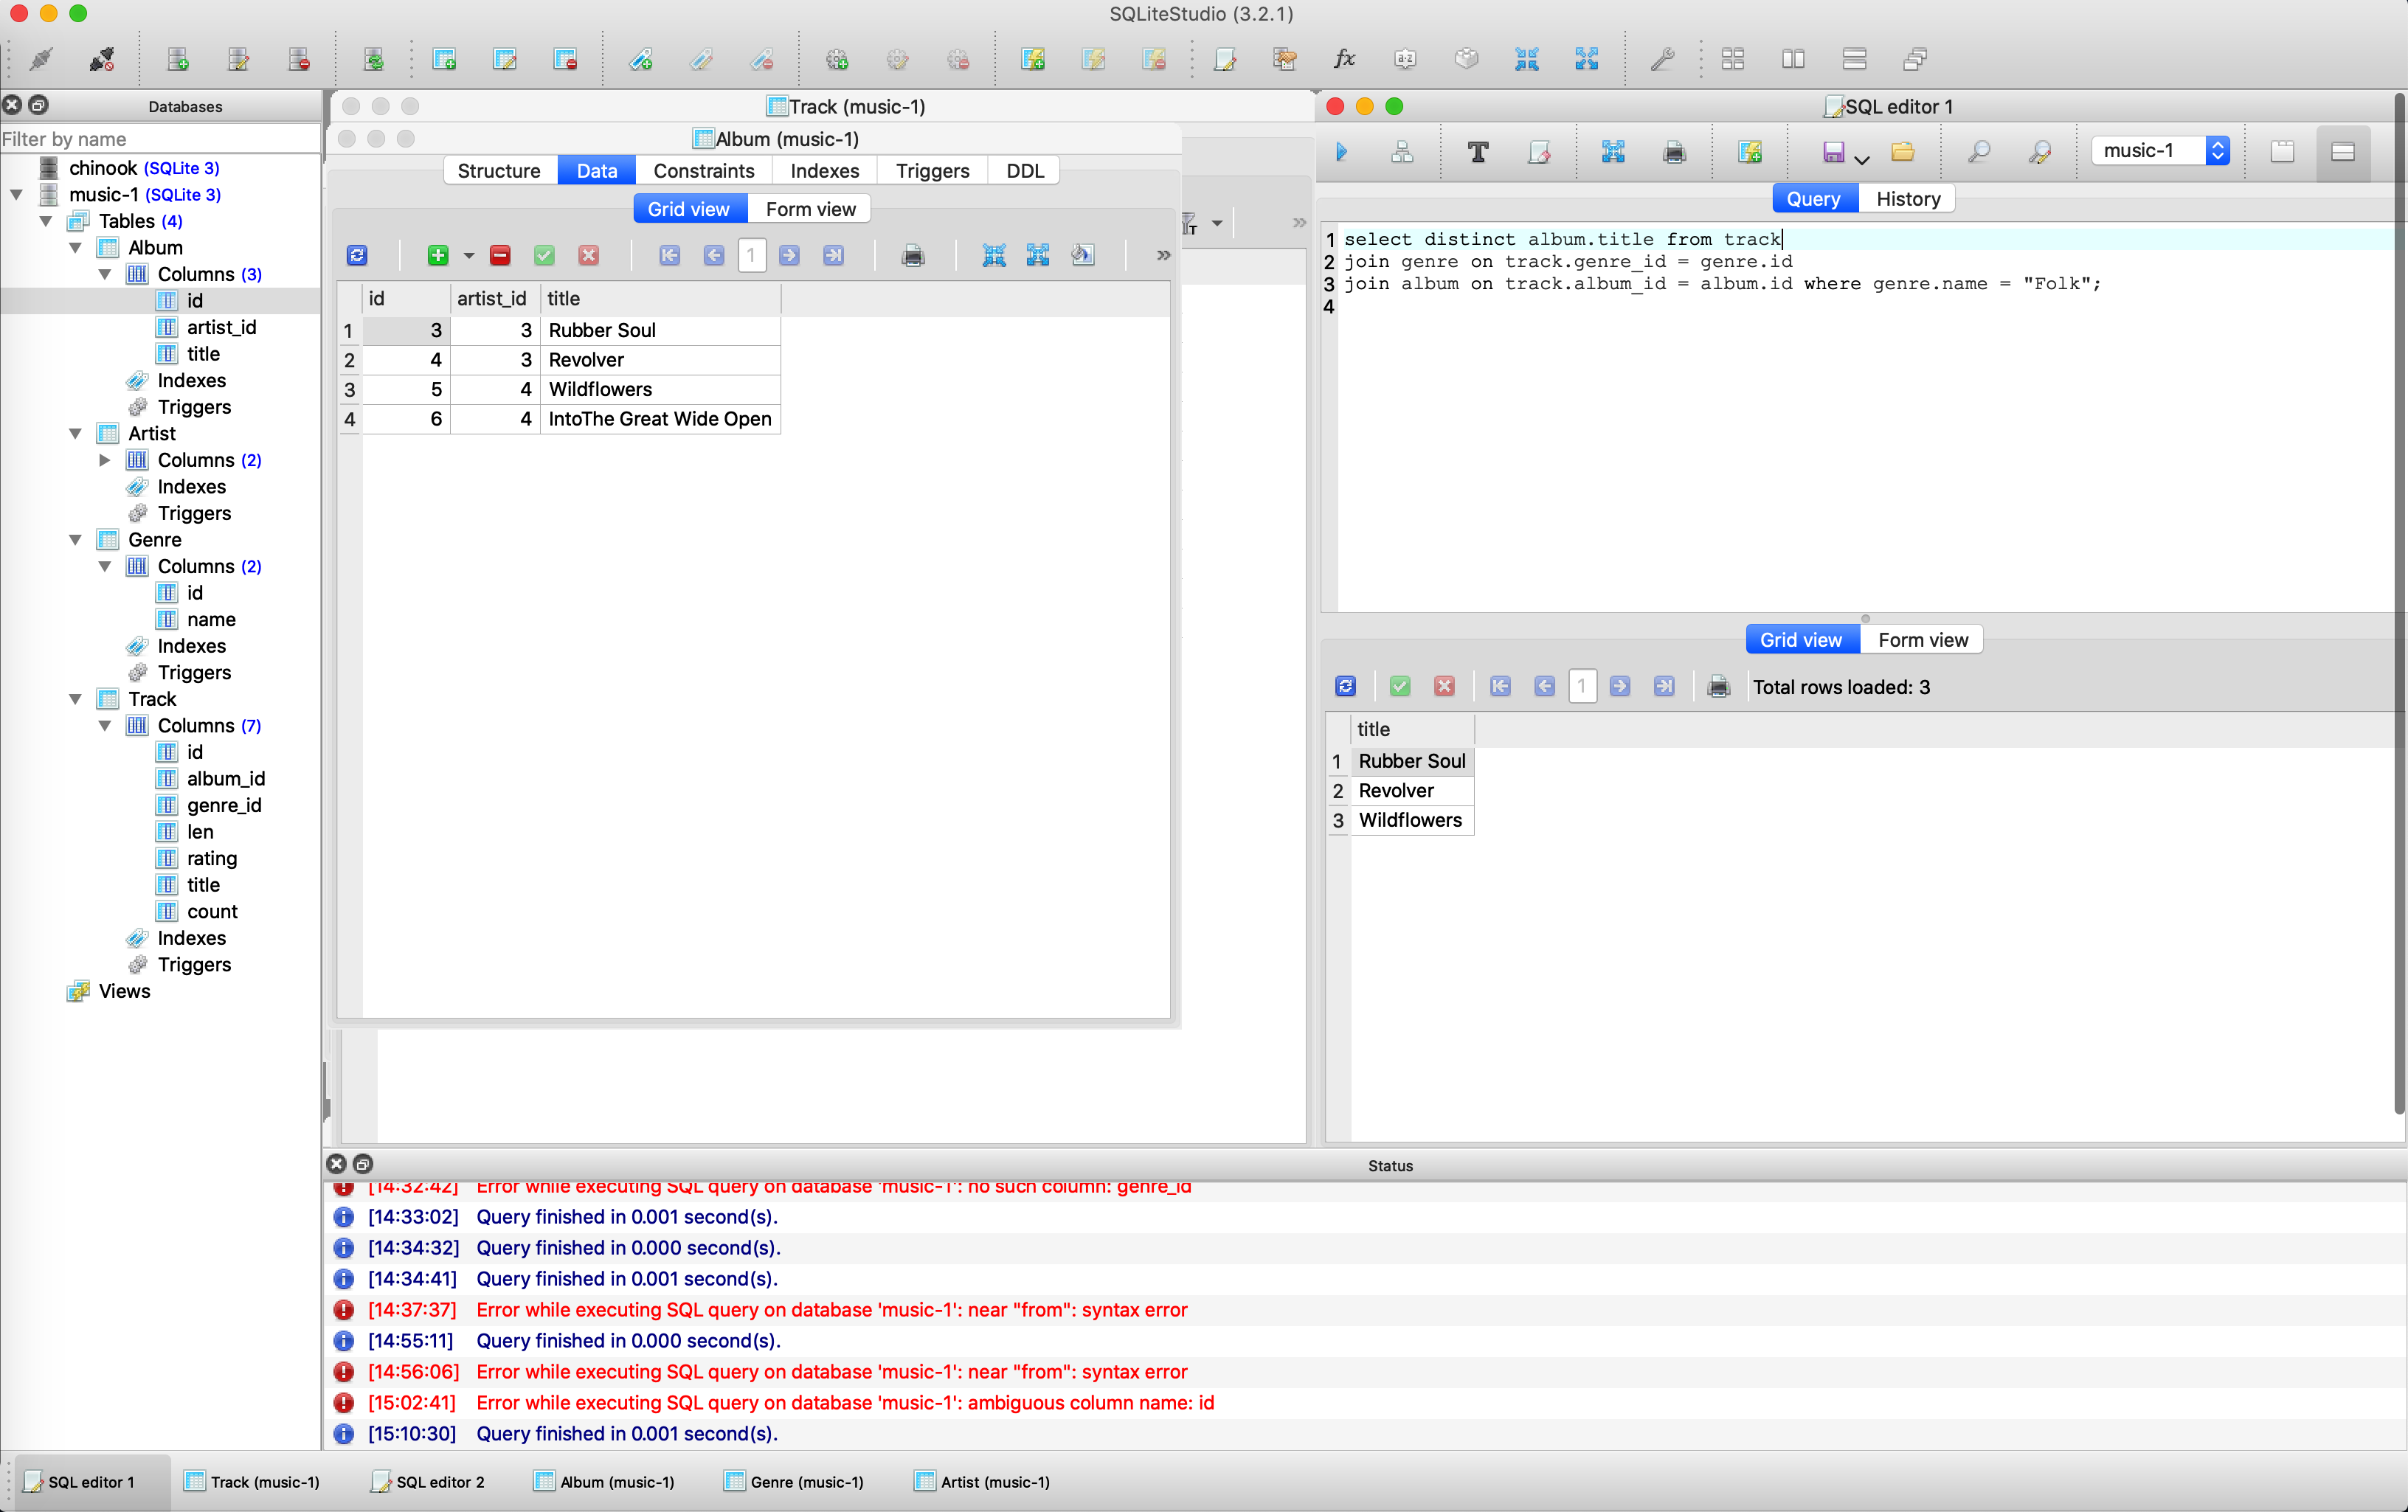 SQLiteStudio (3.2.1)
Databases
Filter by name
chinook (SQLite 3)
music-1 (SQLite 3)
Tables (4)
Album
Columns (3)
id
artist_id
title
Indexes
Triggers
Artist
Columns (2)
Indexes
Triggers
Genre
Columns (2)
id
name
Indexes
Triggers
Track
Columns (7)
id
album_id
genre_id
len
rating
title
count
Indexes
Triggers
Views
Track (music-1)
Album (music-1)
Structure Data Constraints Indexes Triggers DDL
Grid view Form view
1
id artist_id title
1 3 3 Rubber Soul
2 4 3 Revolver
3 5 4 Wildflowers
4 6 4 IntoThe Great Wide Open
SQL editor 1
music-1
Query History
1 select distinct album.title from track
2 join genre on track.genre_id = genre.id
3 join album on track.album_id = album.id where genre.name = "Folk";
4
Grid view Form view
1 Total rows loaded: 3
title
1 Rubber Soul
2 Revolver
3 Wildflowers
Status
[14:32:42] Error while executing SQL query on database 'music-1': no such column: genre_id
[14:33:02] Query finished in 0.001 second(s).
[14:34:32] Query finished in 0.000 second(s).
[14:34:41] Query finished in 0.001 second(s).
[14:37:37] Error while executing SQL query on database 'music-1': near "from": syntax error
[14:55:11] Query finished in 0.000 second(s).
[14:56:06] Error while executing SQL query on database 'music-1': near "from": syntax error
[15:02:41] Error while executing SQL query on database 'music-1': ambiguous column name: id
[15:10:30] Query finished in 0.001 second(s).
SQL editor 1 Track (music-1) SQL editor 2 Album (music-1) Genre (music-1) Artist (music-1)